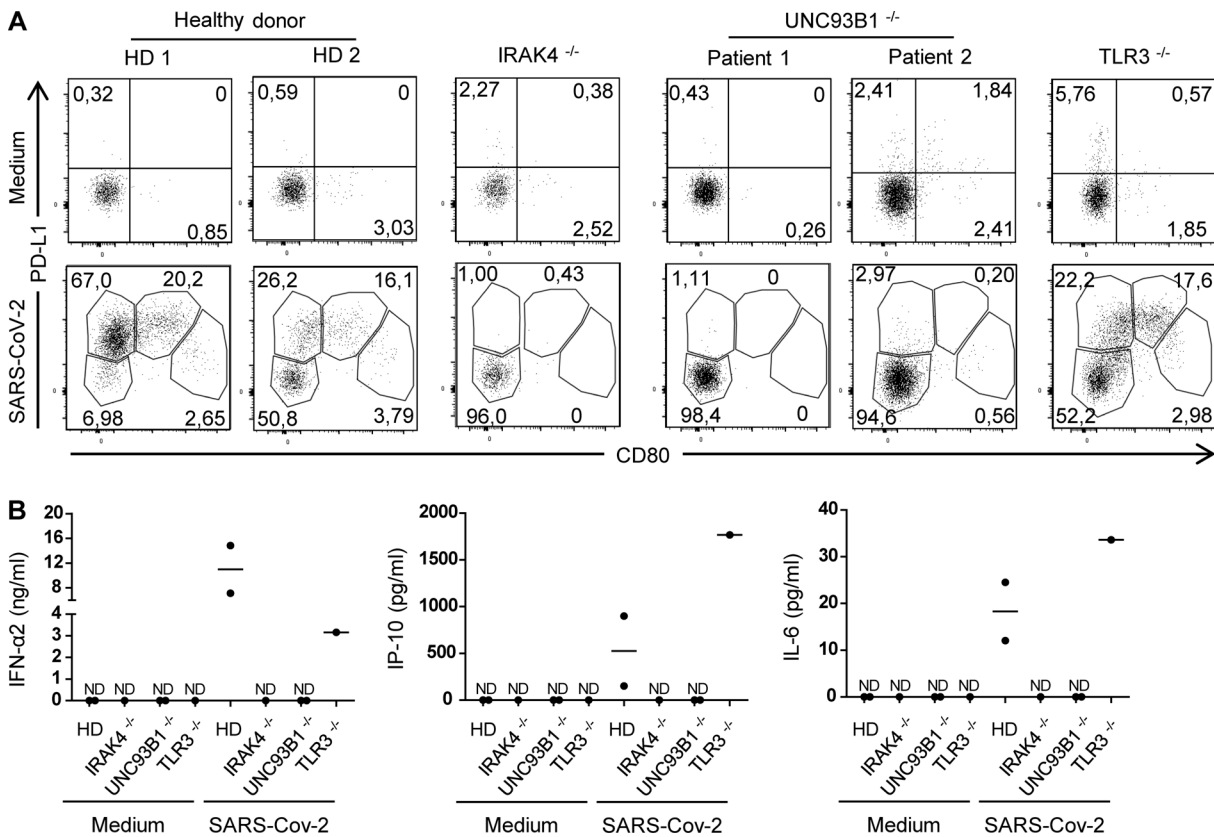 A
Healthy donor
UNC93B1 -/-
HD 1
HD 2
IRAK4 -/-
Patient 1
Patient 2
TLR3 -/-
Medium
0,32 0
0,85
0,59 0
3,03
2,27 0,38
2,52
0,43 0
0,26
2,41 1,84
2,41
5,76 0,57
1,85
PD-L1
SARS-CoV-2
67,0 20,2
6,98 2,65
26,2 16,1
50,8 3,79
1,00 0,43
96,0 0
1,11 0
98,4 0
2,97 0,20
94,6 0,56
22,2 17,6
52,2 2,98
CD80
B
IFN-α2 (ng/ml)
20
16
12
8
4
3
2
1
0
ND ND ND ND ND ND
HD
IRAK4 -/-
UNC93B1 -/-
TLR3 -/-
HD
IRAK4 -/-
UNC93B1 -/-
TLR3 -/-
Medium
SARS-Cov-2
IP-10 (pg/ml)
2000
1500
1000
500
0
ND ND ND ND ND ND
HD
IRAK4 -/-
UNC93B1 -/-
TLR3 -/-
HD
IRAK4 -/-
UNC93B1 -/-
TLR3 -/-
Medium
SARS-Cov-2
IL-6 (pg/ml)
40
30
20
10
0
ND ND ND ND ND ND
HD
IRAK4 -/-
UNC93B1 -/-
TLR3 -/-
HD
IRAK4 -/-
UNC93B1 -/-
TLR3 -/-
Medium
SARS-Cov-2